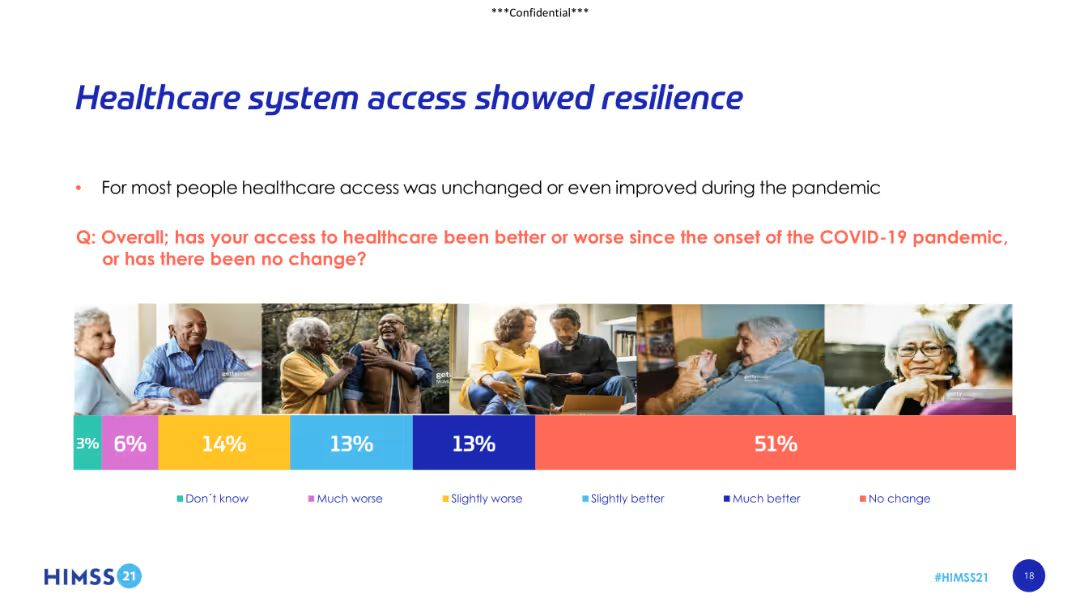 ***Confidential***
Healthcare system access showed resilience
• For most people healthcare access was unchanged or even improved during the pandemic
Q: Overall; has your access to healthcare been better or worse since the onset of the COVID-19 pandemic,
or has there been no change?
gettyimages
3% 6% 14% 13% 13% 51%
Don´t know Much worse Slightly worse Slightly better Much better No change
HIMSS 21
#HIMSS21
18